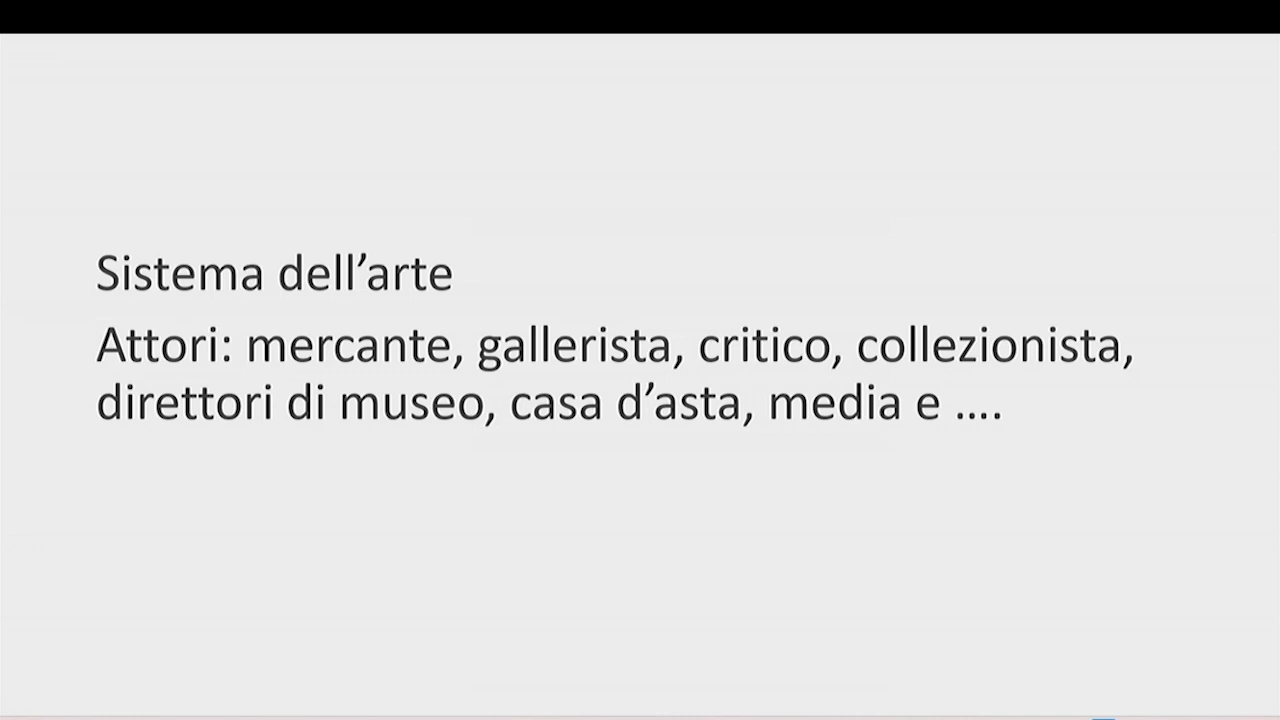 Sistema dell’arte
Attori: mercante, gallerista, critico, collezionista,
direttori di museo, casa d’asta, media e ....